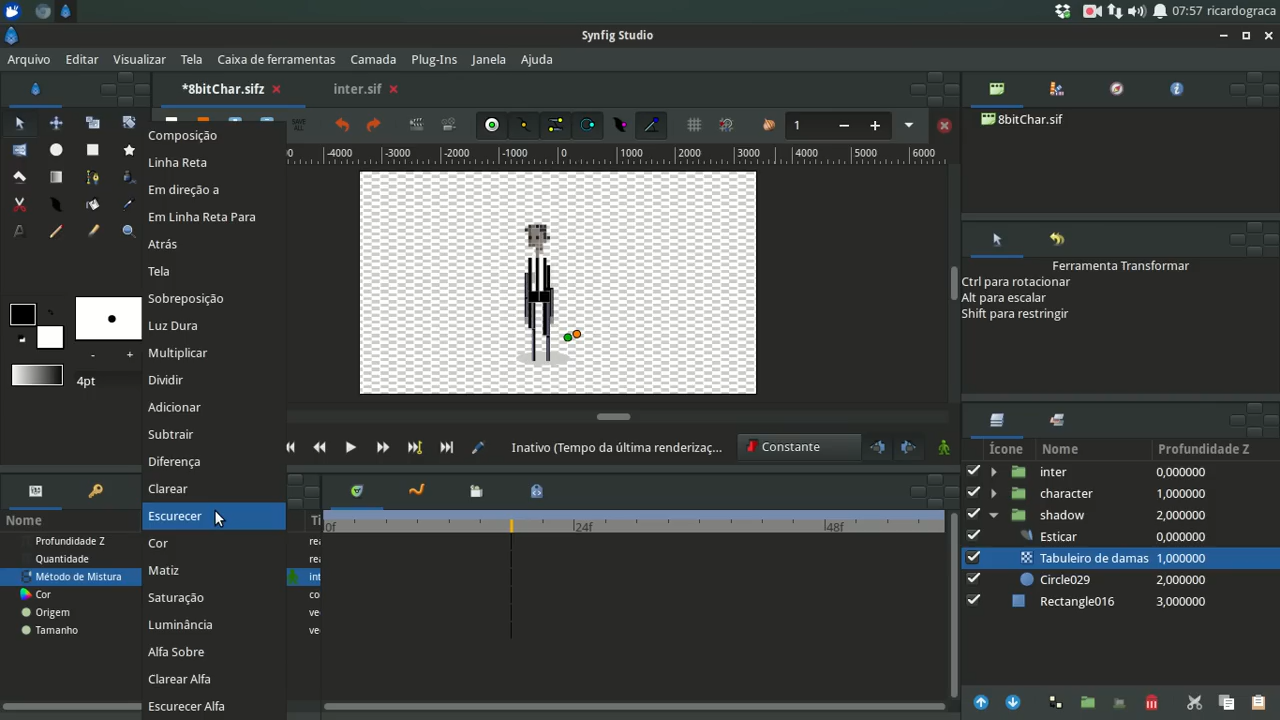 07:57 ricardograca
Synfig Studio
Arquivo Editar Visualizar Tela Caixa de ferramentas Camada Plug-Ins Janela Ajuda
*8bitChar.sifz inter.sif
8bitChar.sif
SAVE ALL
1
-4000 -3000 -2000 -1000 0 1000 2000 3000 4000 5000 6000
Composição
Linha Reta
Em direção a
Em Linha Reta Para
Atrás
Tela
Sobreposição
Luz Dura
Multiplicar
Dividir
Adicionar
Subtrair
Diferença
Clarear
Escurecer
Cor
Matiz
Saturação
Luminância
Alfa Sobre
Clarear Alfa
Escurecer Alfa
Ferramenta Transformar
Ctrl para rotacionar
Alt para escalar
Shift para restringir
- +
4pt
Inativo (Tempo da última renderizaç... Constante
Ícone Nome Profundidade Z
inter 0,000000
character 1,000000
shadow 2,000000
Esticar 0,000000
Tabuleiro de damas 1,000000
Circle029 2,000000
Rectangle016 3,000000
Nome
Profundidade Z
Quantidade
Método de Mistura
Cor
Origem
Tamanho
0f 24f 48f